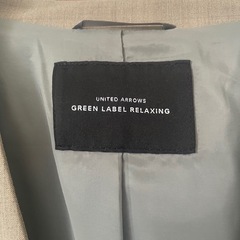 UNITED ARROWS
GREEN LABEL RELAXING